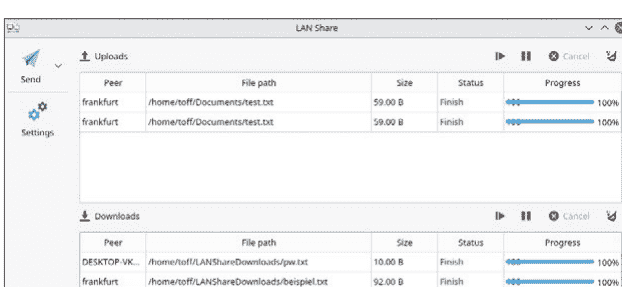 LAN Share
Send
Settings
Uploads
Cancel
Peer File path Size Status Progress
frankfurt /home/toff/Documents/test.txt 59.00 B Finish 100%
frankfurt /home/toff/Documents/test.txt 59.00 B Finish 100%
Downloads
Cancel
Peer File path Size Status Progress
DESKTOP-VK... /home/toff/LANShareDownloads/pw.txt 10.00 B Finish 100%
frankfurt /home/toff/LANShareDownloads/beispiel.txt 92.00 B Finish 100%